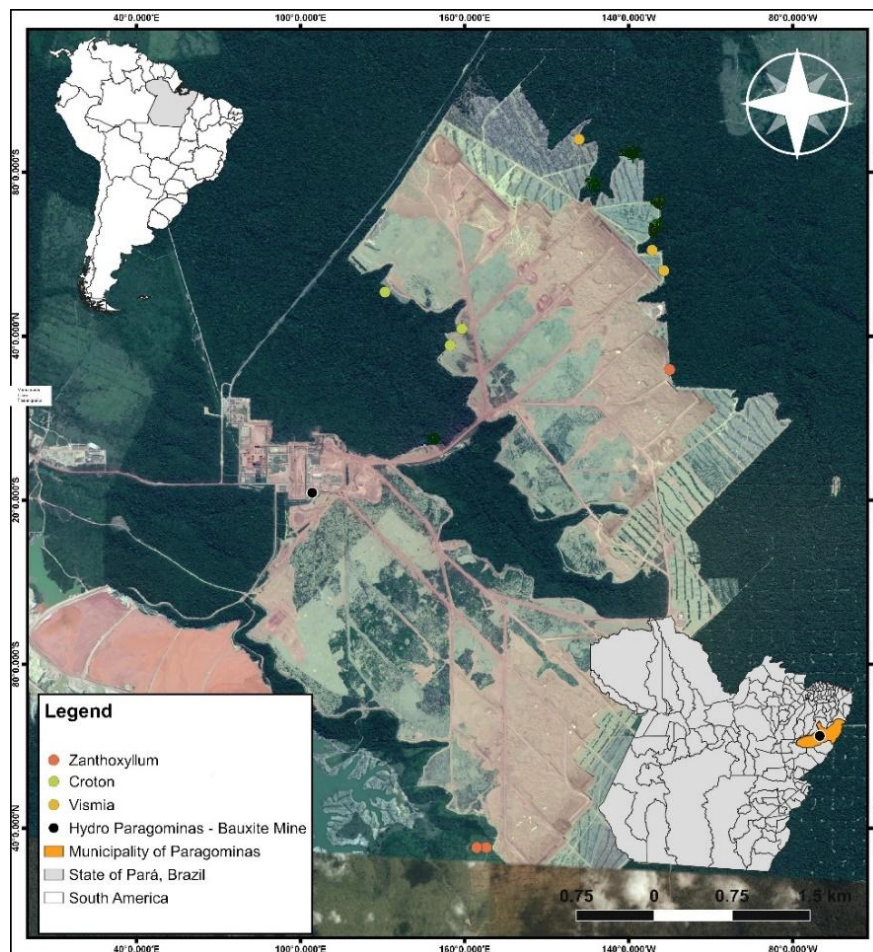 40°0.000'E 100°0.000'E 160°0.000'E 140°0.000'W 80°0.000'W
80°0.000'S
40°0.000'N
20°0.000'S
80°0.000'S
40°0.000'N
Legend
Zanthoxyllum
Croton
Vismia
Hydro Paragominas - Bauxite Mine
Municipality of Paragominas
State of Pará, Brazil
South America
0.75 0 0.75 1.5 km
40°0.000'E 100°0.000'E 160°0.000'E 140°0.000'W 80°0.000'W